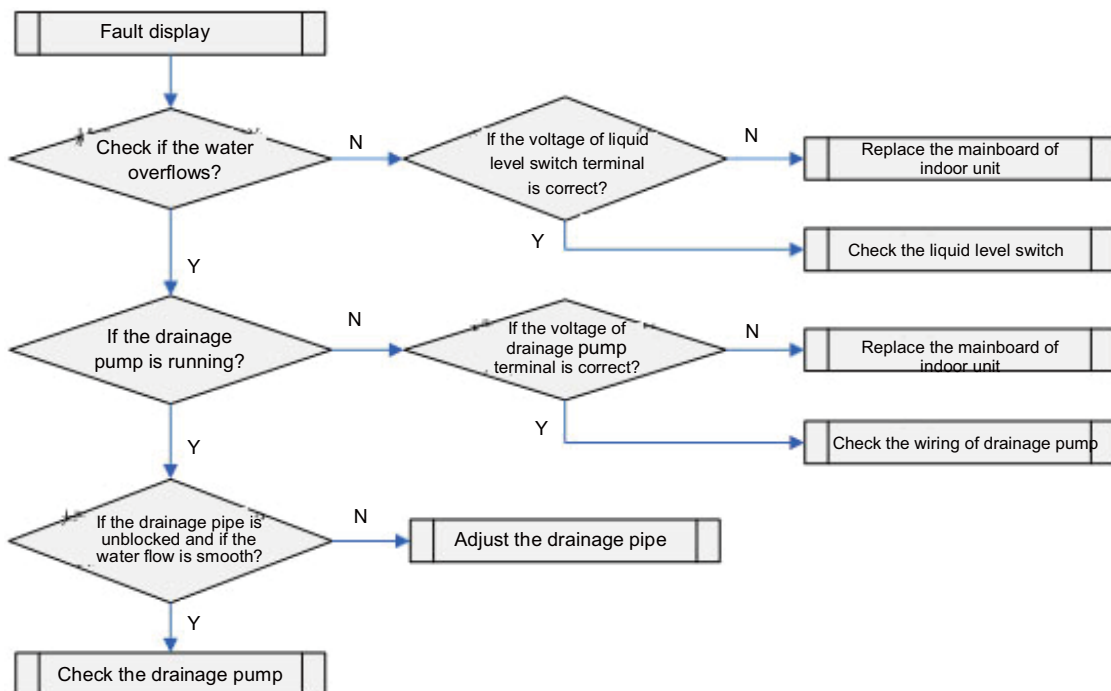 Fault display
Check if the water
overflows?
N
If the voltage of liquid
level switch terminal
is correct?
N
Replace the mainboard of
indoor unit
Y
Check the liquid level switch
Y
If the drainage
pump is running?
N
If the voltage of
drainage pump
terminal is correct?
N
Replace the mainboard of
indoor unit
Y
Check the wiring of drainage pump
Y
If the drainage pipe is
unblocked and if the
water flow is smooth?
N
Adjust the drainage pipe
Y
Check the drainage pump